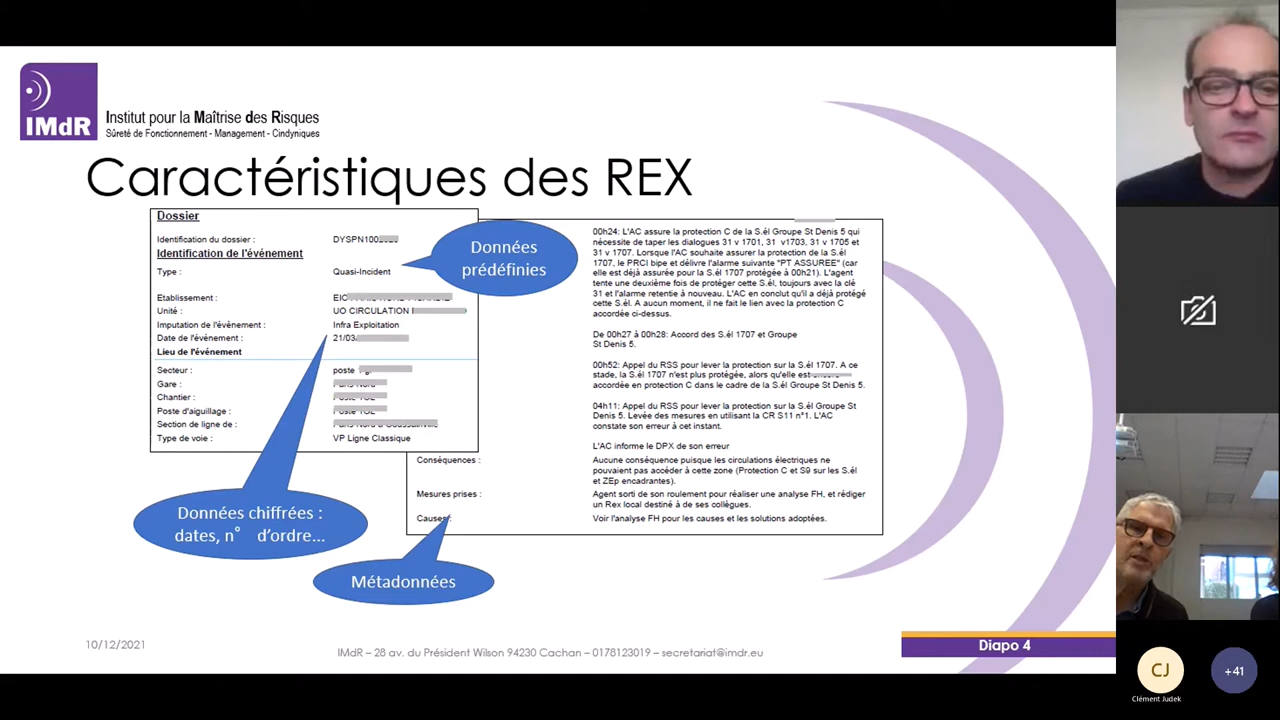 IMdR
Institut pour la Maîtrise des Risques
Sûreté de Fonctionnement - Management - Cindyniques
Caractéristiques des REX
Dossier
Identification du dossier : DYSPN100
Identification de l'événement
Type : Quasi-Incident
Etablissement :
Unité : UO CIRCULATION
Imputation de l'évènement : Infra Exploitation
Date de l'événement : 21/03/
Lieu de l'événement
Secteur : poste
Gare :
Chantier :
Poste d'aiguillage :
Section de ligne de :
Type de voie : VP Ligne Classique
Données
prédéfinies
00h24: L'AC assure la protection C de la S.él Groupe St Denis 5 qui
nécessite de taper les dialogues 31 v 1701, 31 v1703, 31 v 1705 et
31 v 1707. Lorsque l'AC souhaite assurer la protection de la S.él
1707, le PRCI bipe et délivre l'alarme suivante "PT ASSUREE" (car
elle est déjà assurée pour la S.él 1707 protégée à 00h21). L'agent
tente une deuxième fois de protéger cette S.él, toujours avec la clé
31 et l'alarme retentie à nouveau. L'AC en conclut qu'il a déjà protégé
cette S.él. A aucun moment, il ne fait le lien avec la protection C
accordée ci-dessus.
De 00h27 à 00h28: Accord des S.él 1707 et Groupe
St Denis 5.
00h52: Appel du RSS pour lever la protection sur la S.él 1707. A ce
stade, la S.él 1707 n'est plus protégée, alors qu'elle est encore
accordée en protection C dans le cadre de la S.él Groupe St Denis 5.
04h11: Appel du RSS pour lever la protection sur la S.él Groupe St
Denis 5. Levée des mesures en utilisant la CR S11 n°1. L'AC
constate son erreur à cet instant.
L'AC informe le DPX de son erreur
Conséquences : Aucune conséquence puisque les circulations électriques ne
pouvaient pas accéder à cette zone (Protection C et S9 sur les S.él
et ZEp encadrantes).
Mesures prises : Agent sorti de son roulement pour réaliser une analyse FH, et rédiger
un Rex local destiné à de ses collègues.
Causes : Voir l'analyse FH pour les causes et les solutions adoptées.
Données chiffrées :
dates, n° d'ordre...
Métadonnées
10/12/2021
IMdR – 28 av. du Président Wilson 94230 Cachan – 0178123019 – secretariat@imdr.eu
Diapo 4
CJ
Clément Judek
+41